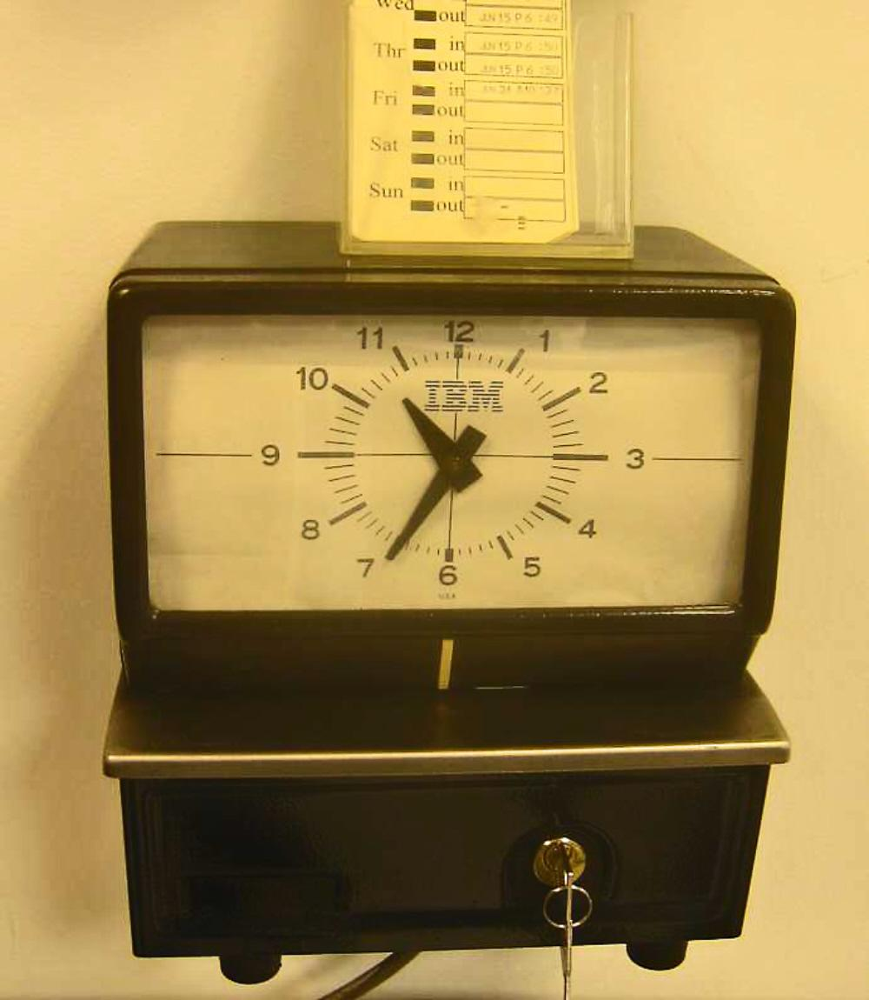 Wed out JAN 15 P 6 :49
Thr in JAN 15 P 6 :50
out JAN 15 P 6 :50
Fri in
out
Sat in
out
Sun in
out
12
11 1
10 2
IBM
9 3
8 4
7 5
6
USA